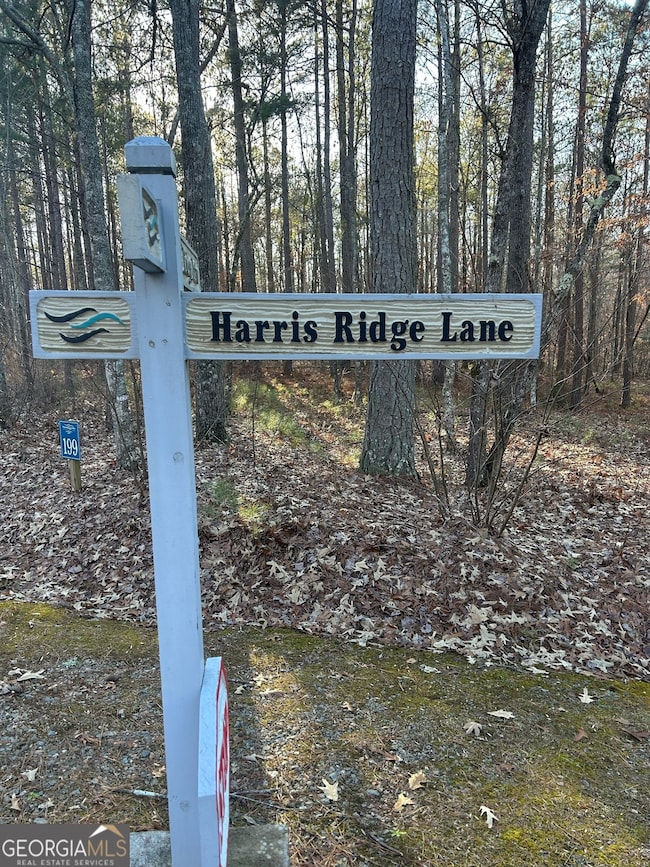 Harris Ridge Lane
199
GEORGIAMLS
REAL ESTATE SERVICES